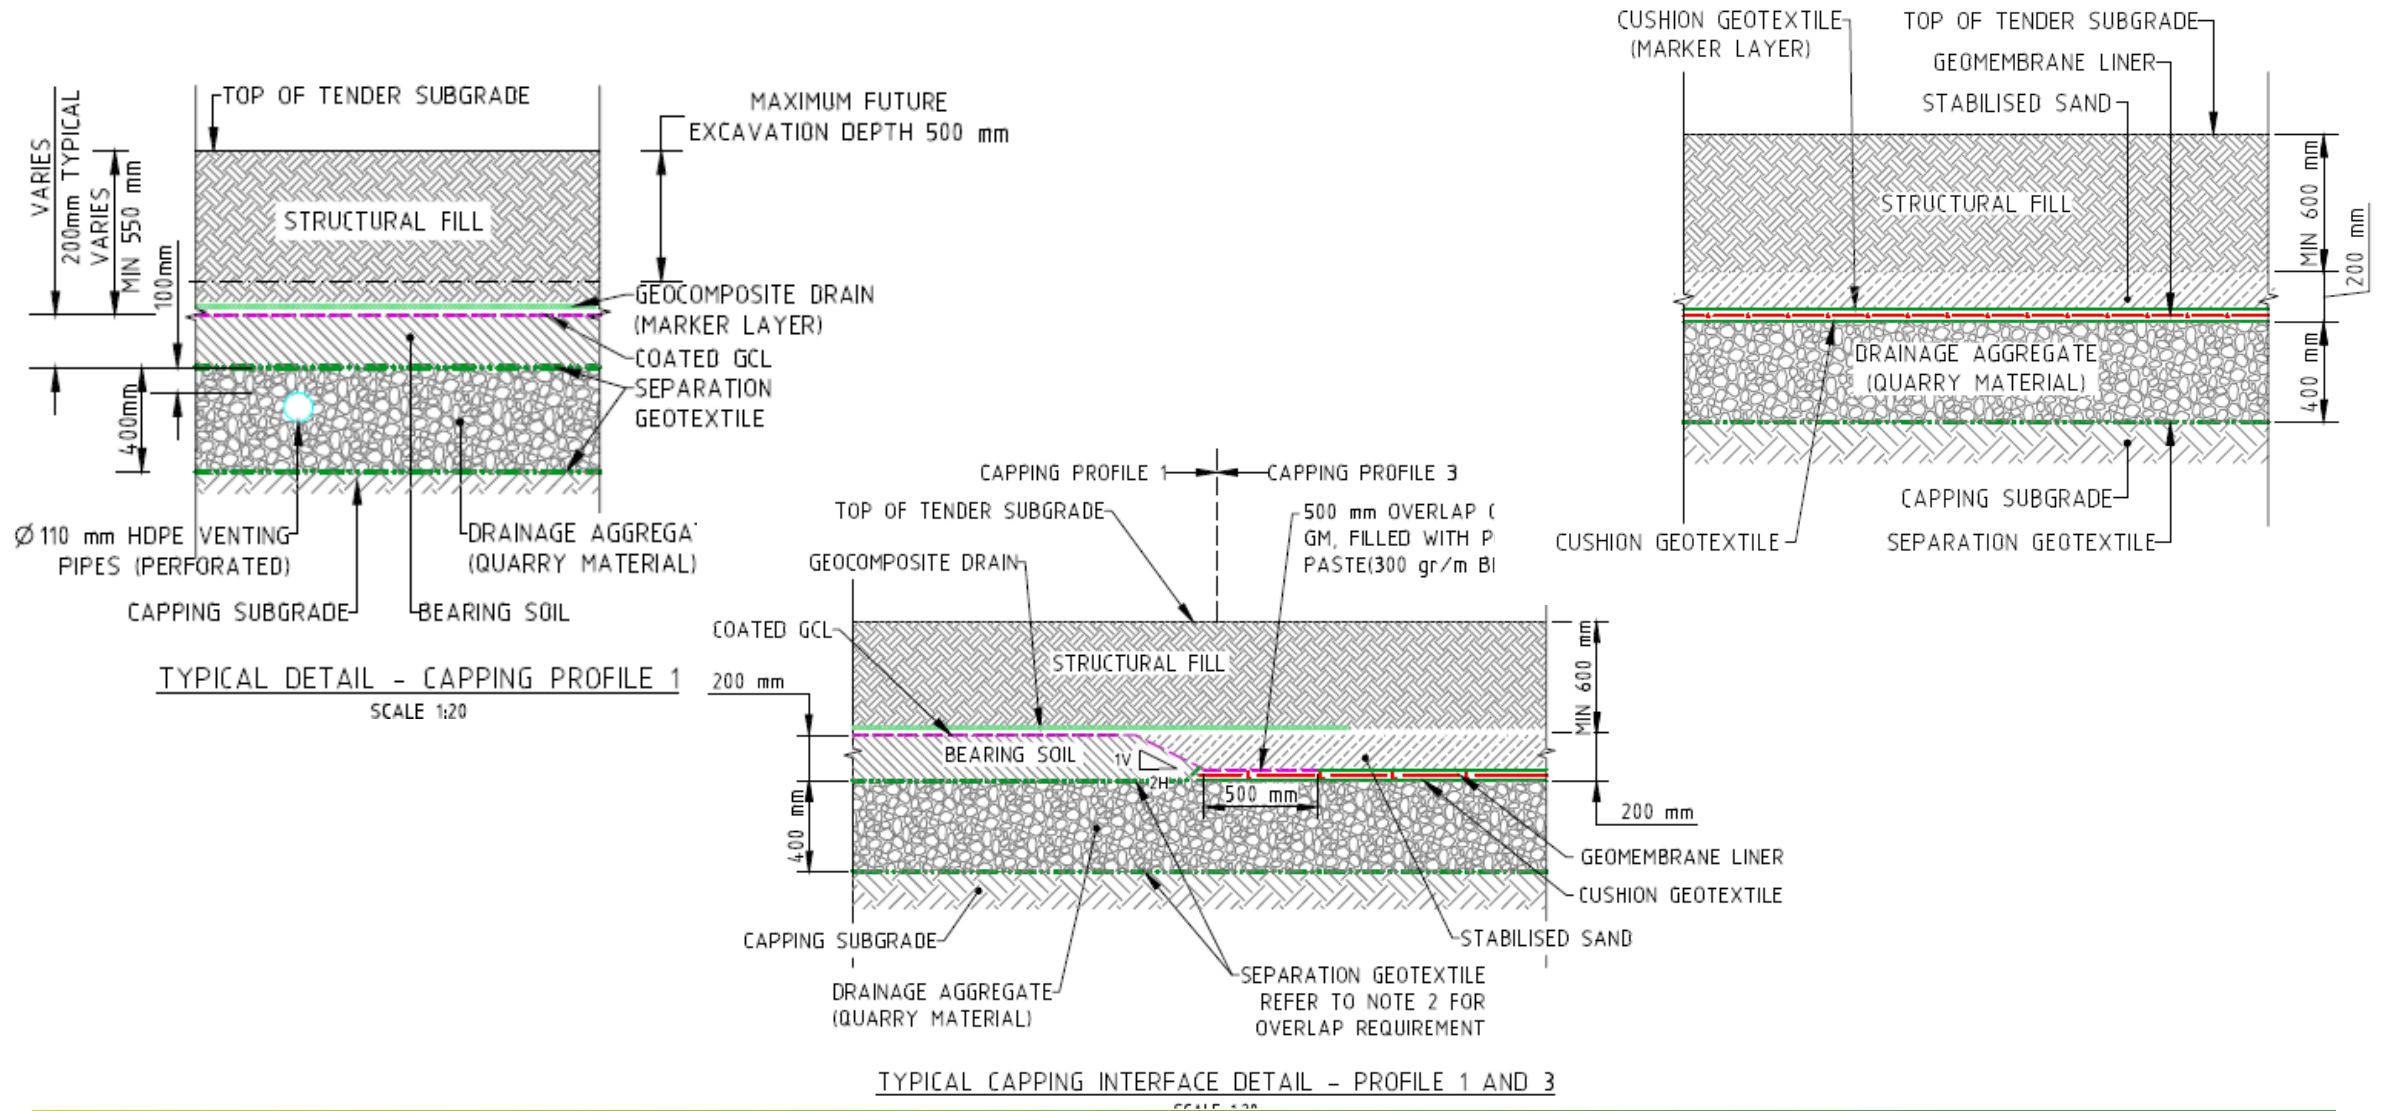 TOP OF TENDER SUBGRADE
VARIES
200mm TYPICAL
VARIES
MIN 550 mm
100mm
400mm
MAXIMUM FUTURE
EXCAVATION DEPTH 500 mm
STRUCTURAL FILL
GEOCOMPOSITE DRAIN
(MARKER LAYER)
COATED GCL
SEPARATION
GEOTEXTILE
Ø 110 mm HDPE VENTING
PIPES (PERFORATED)
DRAINAGE AGGREGA
(QUARRY MATERIAL)
CAPPING SUBGRADE
BEARING SOIL
TYPICAL DETAIL - CAPPING PROFILE 1
SCALE 1:20
CUSHION GEOTEXTILE
(MARKER LAYER)
TOP OF TENDER SUBGRADE
GEOMEMBRANE LINER
STABILISED SAND
STRUCTURAL FILL
MIN 600 mm
200 mm
DRAINAGE AGGREGATE
(QUARRY MATERIAL)
400 mm
CAPPING SUBGRADE
CUSHION GEOTEXTILE
SEPARATION GEOTEXTILE
CAPPING PROFILE 1
CAPPING PROFILE 3
TOP OF TENDER SUBGRADE
500 mm OVERLAP
GM, FILLED WITH
PASTE(300 gr/m
GEOCOMPOSITE DRAIN
COATED GCL
STRUCTURAL FILL
200 mm
MIN 600 mm
BEARING SOIL
1V
2H
500 mm
400 mm
200 mm
GEOMEMBRANE LINER
CUSHION GEOTEXTILE
CAPPING SUBGRADE
STABILISED SAND
DRAINAGE AGGREGATE
(QUARRY MATERIAL)
SEPARATION GEOTEXTILE
REFER TO NOTE 2 FOR
OVERLAP REQUIREMENT
TYPICAL CAPPING INTERFACE DETAIL - PROFILE 1 AND 3
SCALE 1:20